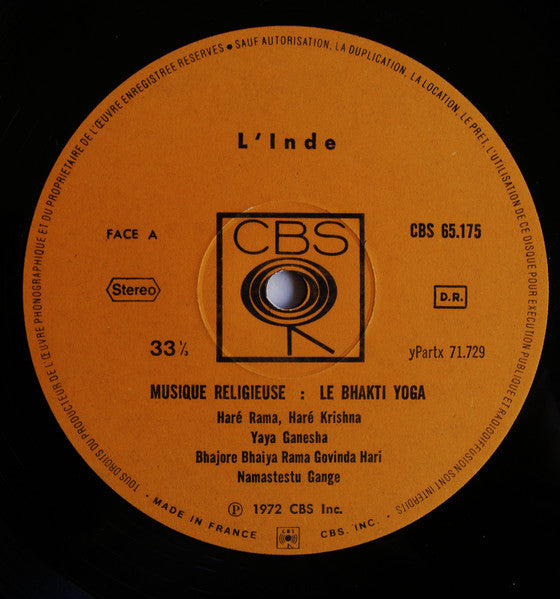 TOUS DROITS DU PRODUCTEUR DE L'ŒUVRE PHONOGRAPHIQUE ET DU PROPRIETAIRE DE L'ŒUVRE ENREGISTREE RESERVES • SAUF AUTORISATION, LA DUPLICATION, LA LOCATION, LE PRET, L'UTILISATION DE CE DISQUE POUR EXECUTION PUBLIQUE ET RADIODIFFUSION SONT INTERDITS
L'Inde
FACE A
CBS
CBS 65.175
Stereo
D.R.
33⅓
yPartx 71.729
MUSIQUE RELIGIEUSE : LE BHAKTI YOGA
Haré Rama, Haré Krishna
Yaya Ganesha
Bhajore Bhaiya Rama Govinda Hari
Namastestu Gange
℗ 1972 CBS Inc.
• MADE IN FRANCE • CBS CBS. INC. •